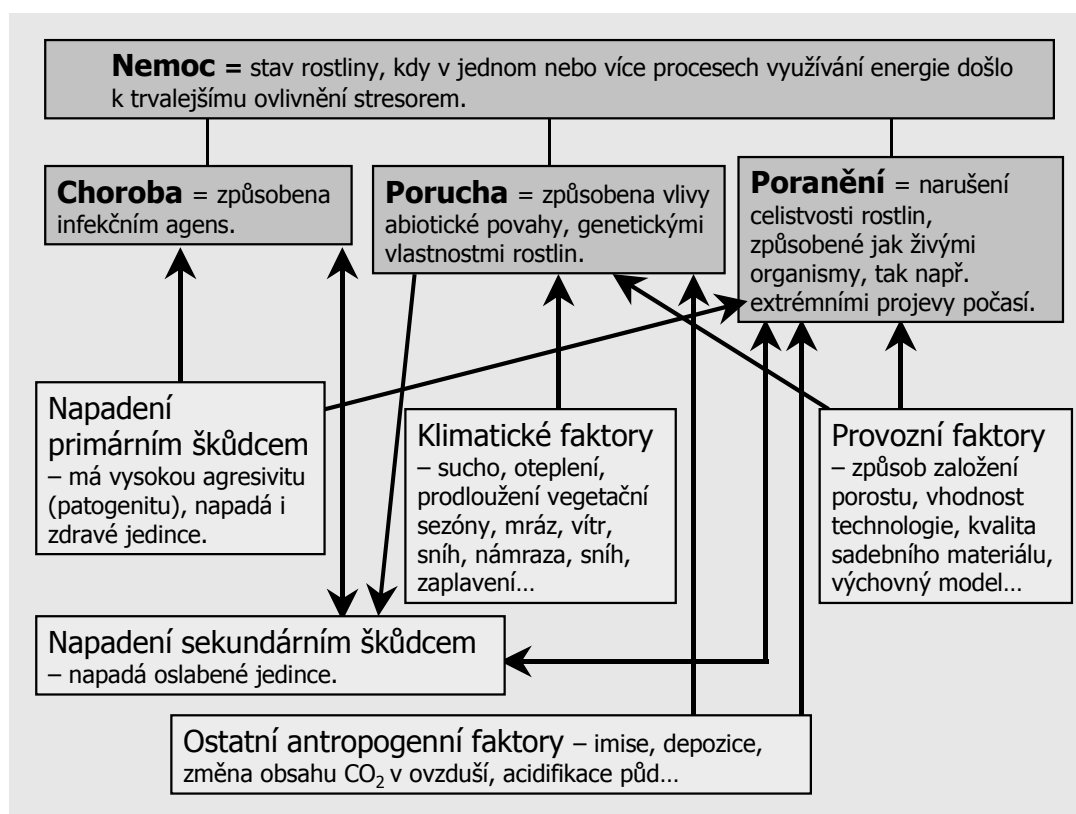 Nemoc = stav rostliny, kdy v jednom nebo více procesech využívání energie došlo
k trvalejšímu ovlivnění stresorem.
Choroba = způsobena
infekčním agens.
Porucha = způsobena vlivy
abiotické povahy, genetickými
vlastnostmi rostlin.
Poranění = narušení
celistvosti rostlin,
způsobené jak živými
organismy, tak např.
extrémními projevy počasí.
Napadení
primárním škůdcem
– má vysokou agresivitu
(patogenitu), napadá i
zdravé jedince.
Klimatické faktory
– sucho, oteplení,
prodloužení vegetační
sezóny, mráz, vítr,
sníh, námraza, sníh,
zaplavení…
Provozní faktory
– způsob založení
porostu, vhodnost
technologie, kvalita
sadebního materiálu,
výchovný model…
Napadení sekundárním škůdcem
– napadá oslabené jedince.
Ostatní antropogenní faktory – imise, depozice,
změna obsahu CO₂ v ovzduší, acidifikace půd…